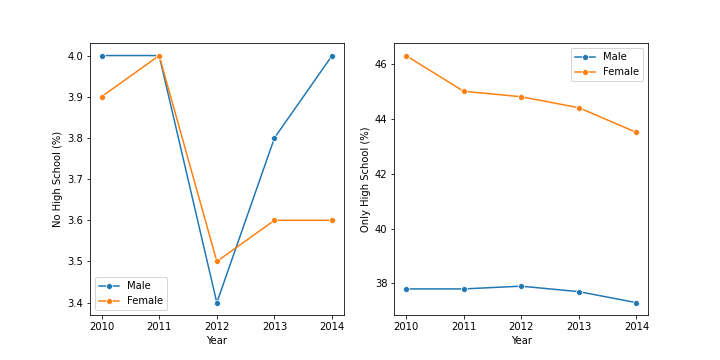 No High School (%)
4.0
3.9
3.8
3.7
3.6
3.5
3.4
Male
Female
2010 2011 2012 2013 2014
Year
Only High School (%)
46
44
42
40
38
Male
Female
2010 2011 2012 2013 2014
Year